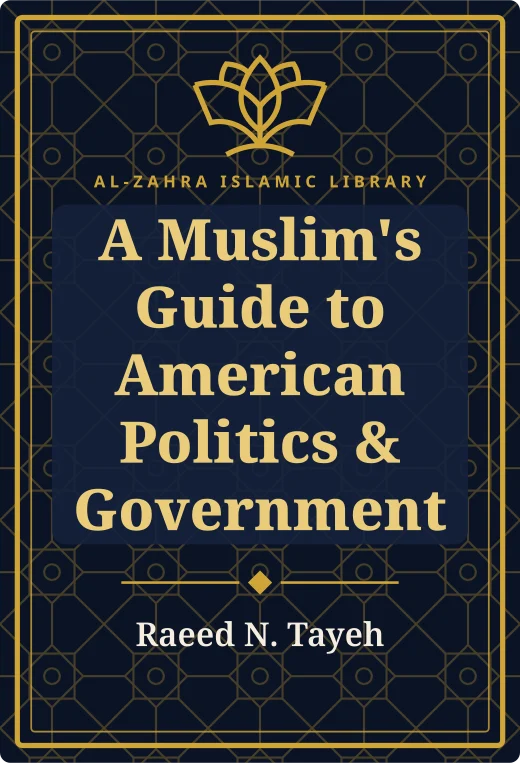 AL-ZAHRA ISLAMIC LIBRARY
A Muslim's
Guide to
American
Politics &
Government
Raeed N. Tayeh